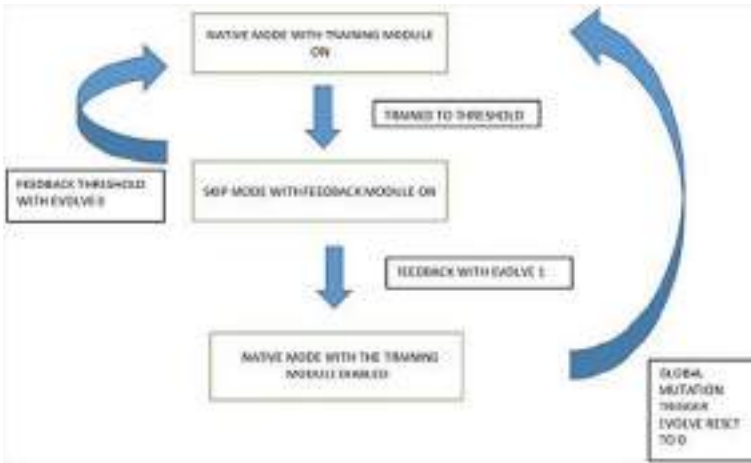 NATIVE MODE WITH TRAINING MODULE
ON
TRAINED TO THRESHOLD
FEEDBACK THRESHOLD
WITH EVOLVE 0
SKIP MODE WITH FEEDBACK MODULE ON
FEEDBACK WITH EVOLVE 1
NATIVE MODE WITH THE TRAINING
MODULE DIABLED
GLOBAL
MUTATION
TRIGGER
EVOLVE RESET
TO 0